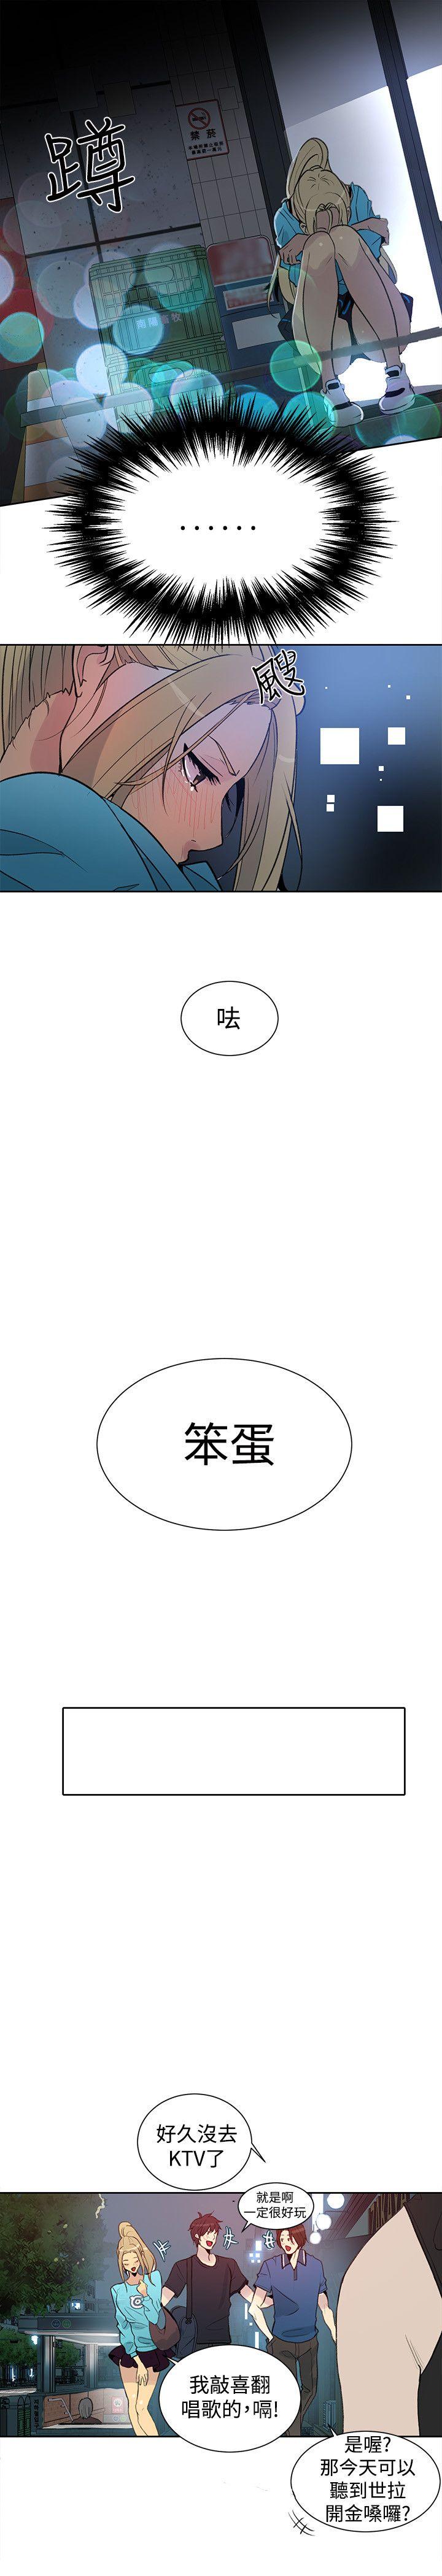 禁菸
蹲
……
颼
呿
笨蛋
好久沒去
KTV了
就是啊
一定很好玩
我敲喜翻
唱歌的，嗝!
是喔?
那今天可以
聽到世拉
開金嗓囉?